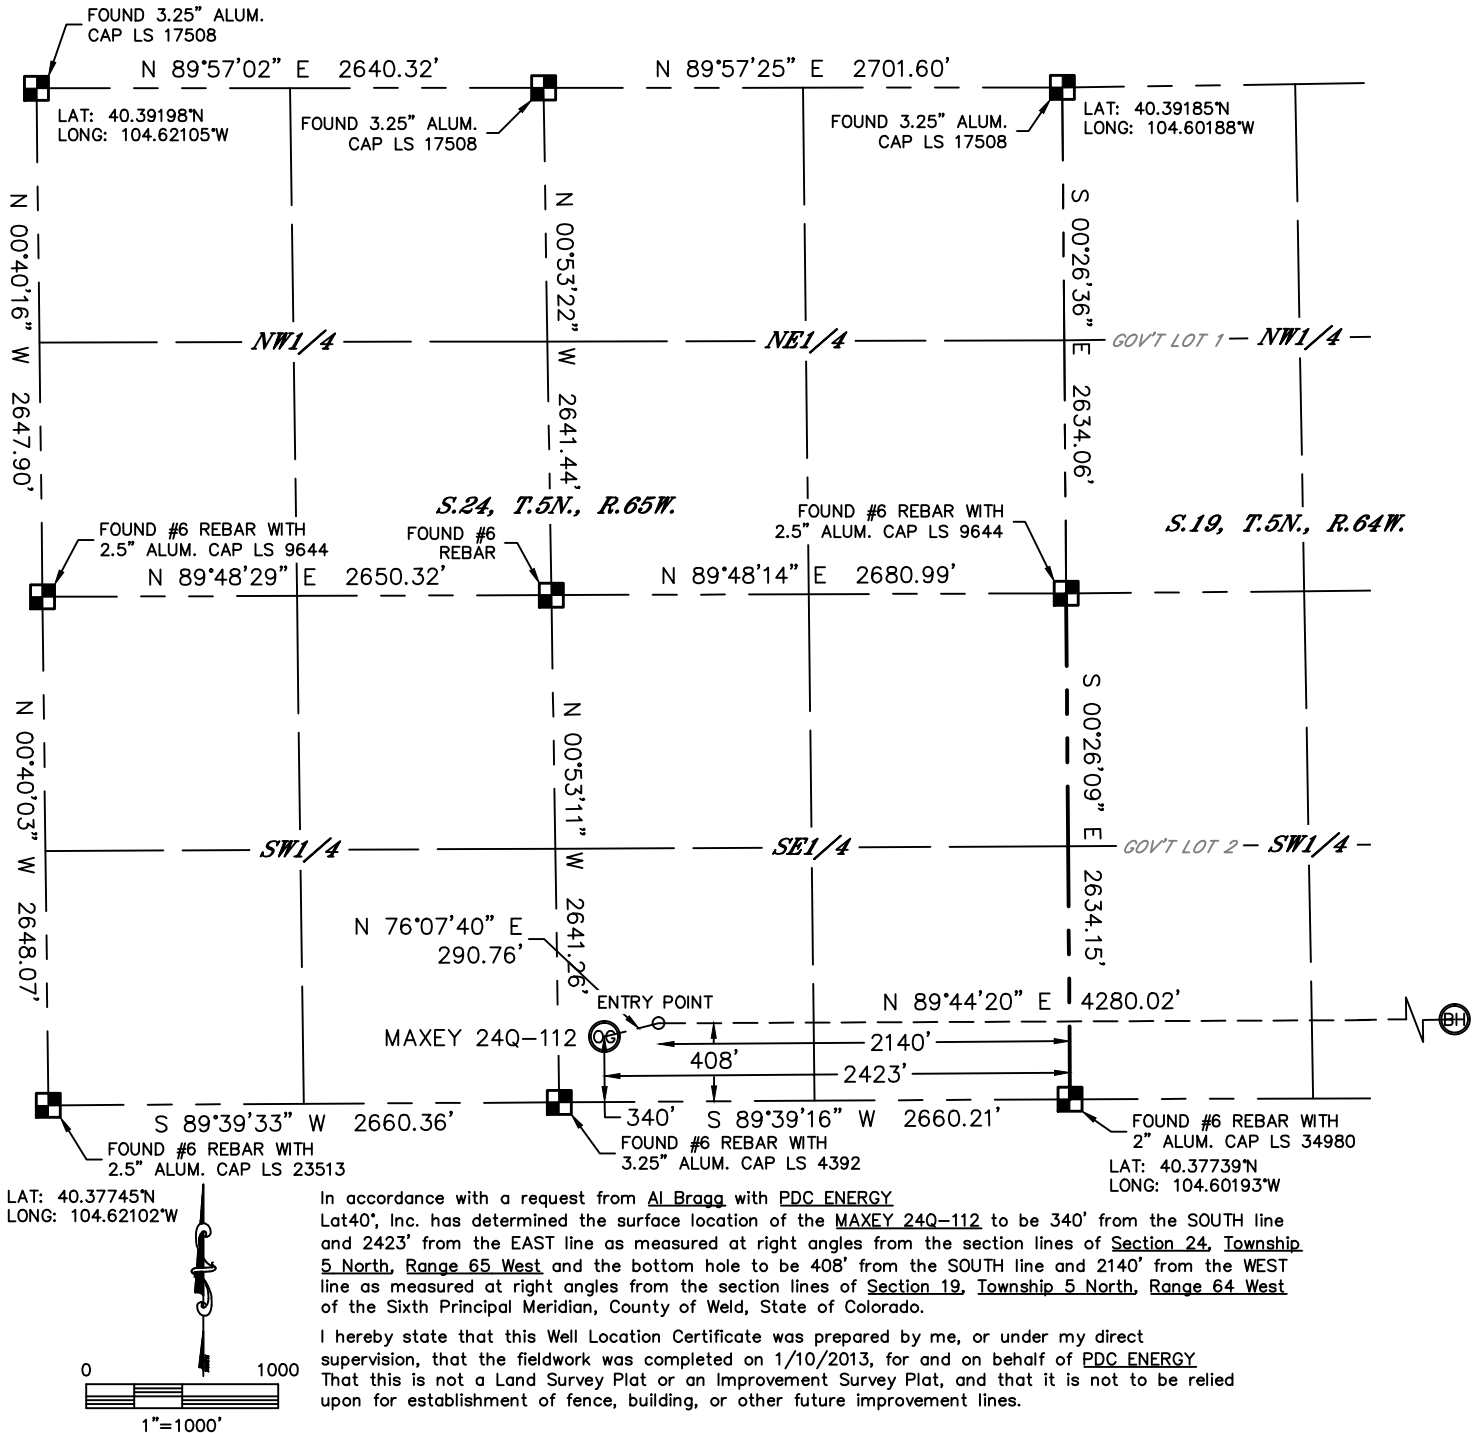 FOUND 3.25" ALUM.
CAP LS 17508
N 89°57'02" E 2640.32'
N 89°57'25" E 2701.60'
LAT: 40.39198°N
LONG: 104.62105°W
FOUND 3.25" ALUM.
CAP LS 17508
FOUND 3.25" ALUM.
CAP LS 17508
LAT: 40.39185°N
LONG: 104.60188°W
N 00°40'16" W 2647.90'
N 00°53'22" W 2641.44'
S 00°26'36" E 2634.06'
NW1/4
NE1/4
GOV'T LOT 1
NW1/4
S.24, T.5N., R.65W.
S.19, T.5N., R.64W.
FOUND #6 REBAR WITH
2.5" ALUM. CAP LS 9644
FOUND #6
REBAR
FOUND #6 REBAR WITH
2.5" ALUM. CAP LS 9644
N 89°48'29" E 2650.32'
N 89°48'14" E 2680.99'
N 00°40'03" W 2648.07'
N 00°53'11" W 2641.26'
S 00°26'09" E 2634.15'
SW1/4
SE1/4
GOV'T LOT 2
SW1/4
N 76°07'40" E
290.76'
ENTRY POINT
N 89°44'20" E 4280.02'
MAXEY 24Q-112
OG
BH
2140'
408'
2423'
340'
S 89°39'33" W 2660.36'
S 89°39'16" W 2660.21'
FOUND #6 REBAR WITH
2.5" ALUM. CAP LS 23513
FOUND #6 REBAR WITH
3.25" ALUM. CAP LS 4392
FOUND #6 REBAR WITH
2" ALUM. CAP LS 34980
LAT: 40.37739°N
LONG: 104.60193°W
LAT: 40.37745°N
LONG: 104.62102°W
In accordance with a request from Al Bragg with PDC ENERGY
Lat40°, Inc. has determined the surface location of the MAXEY 24Q-112 to be 340' from the SOUTH line
and 2423' from the EAST line as measured at right angles from the section lines of Section 24, Township
5 North, Range 65 West and the bottom hole to be 408' from the SOUTH line and 2140' from the WEST
line as measured at right angles from the section lines of Section 19, Township 5 North, Range 64 West
of the Sixth Principal Meridian, County of Weld, State of Colorado.
I hereby state that this Well Location Certificate was prepared by me, or under my direct
supervision, that the fieldwork was completed on 1/10/2013, for and on behalf of PDC ENERGY
That this is not a Land Survey Plat or an Improvement Survey Plat, and that it is not to be relied
upon for establishment of fence, building, or other future improvement lines.
0 1000
1"=1000'